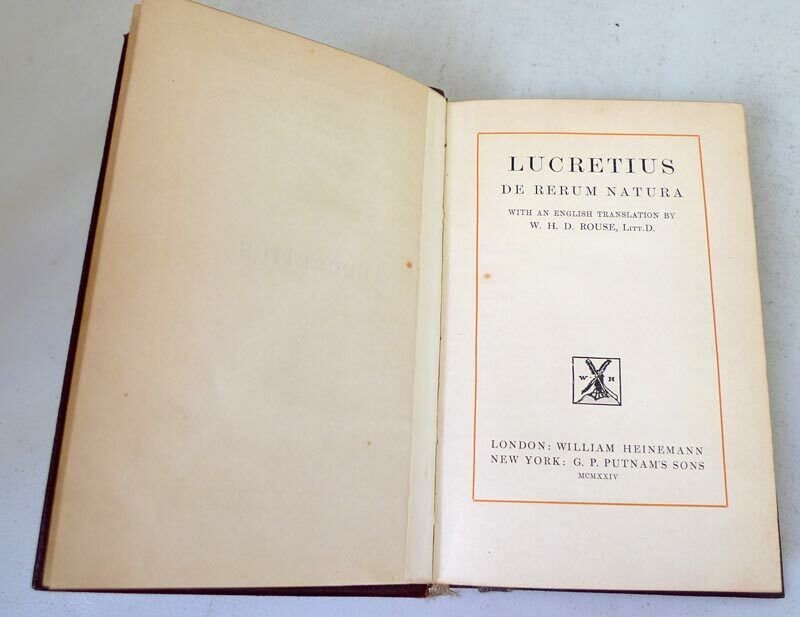 LUCRETIUS
DE RERUM NATURA
WITH AN ENGLISH TRANSLATION BY
W. H. D. ROUSE, LITT.D.
W H
LONDON: WILLIAM HEINEMANN
NEW YORK: G. P. PUTNAM'S SONS
MCMXXIV